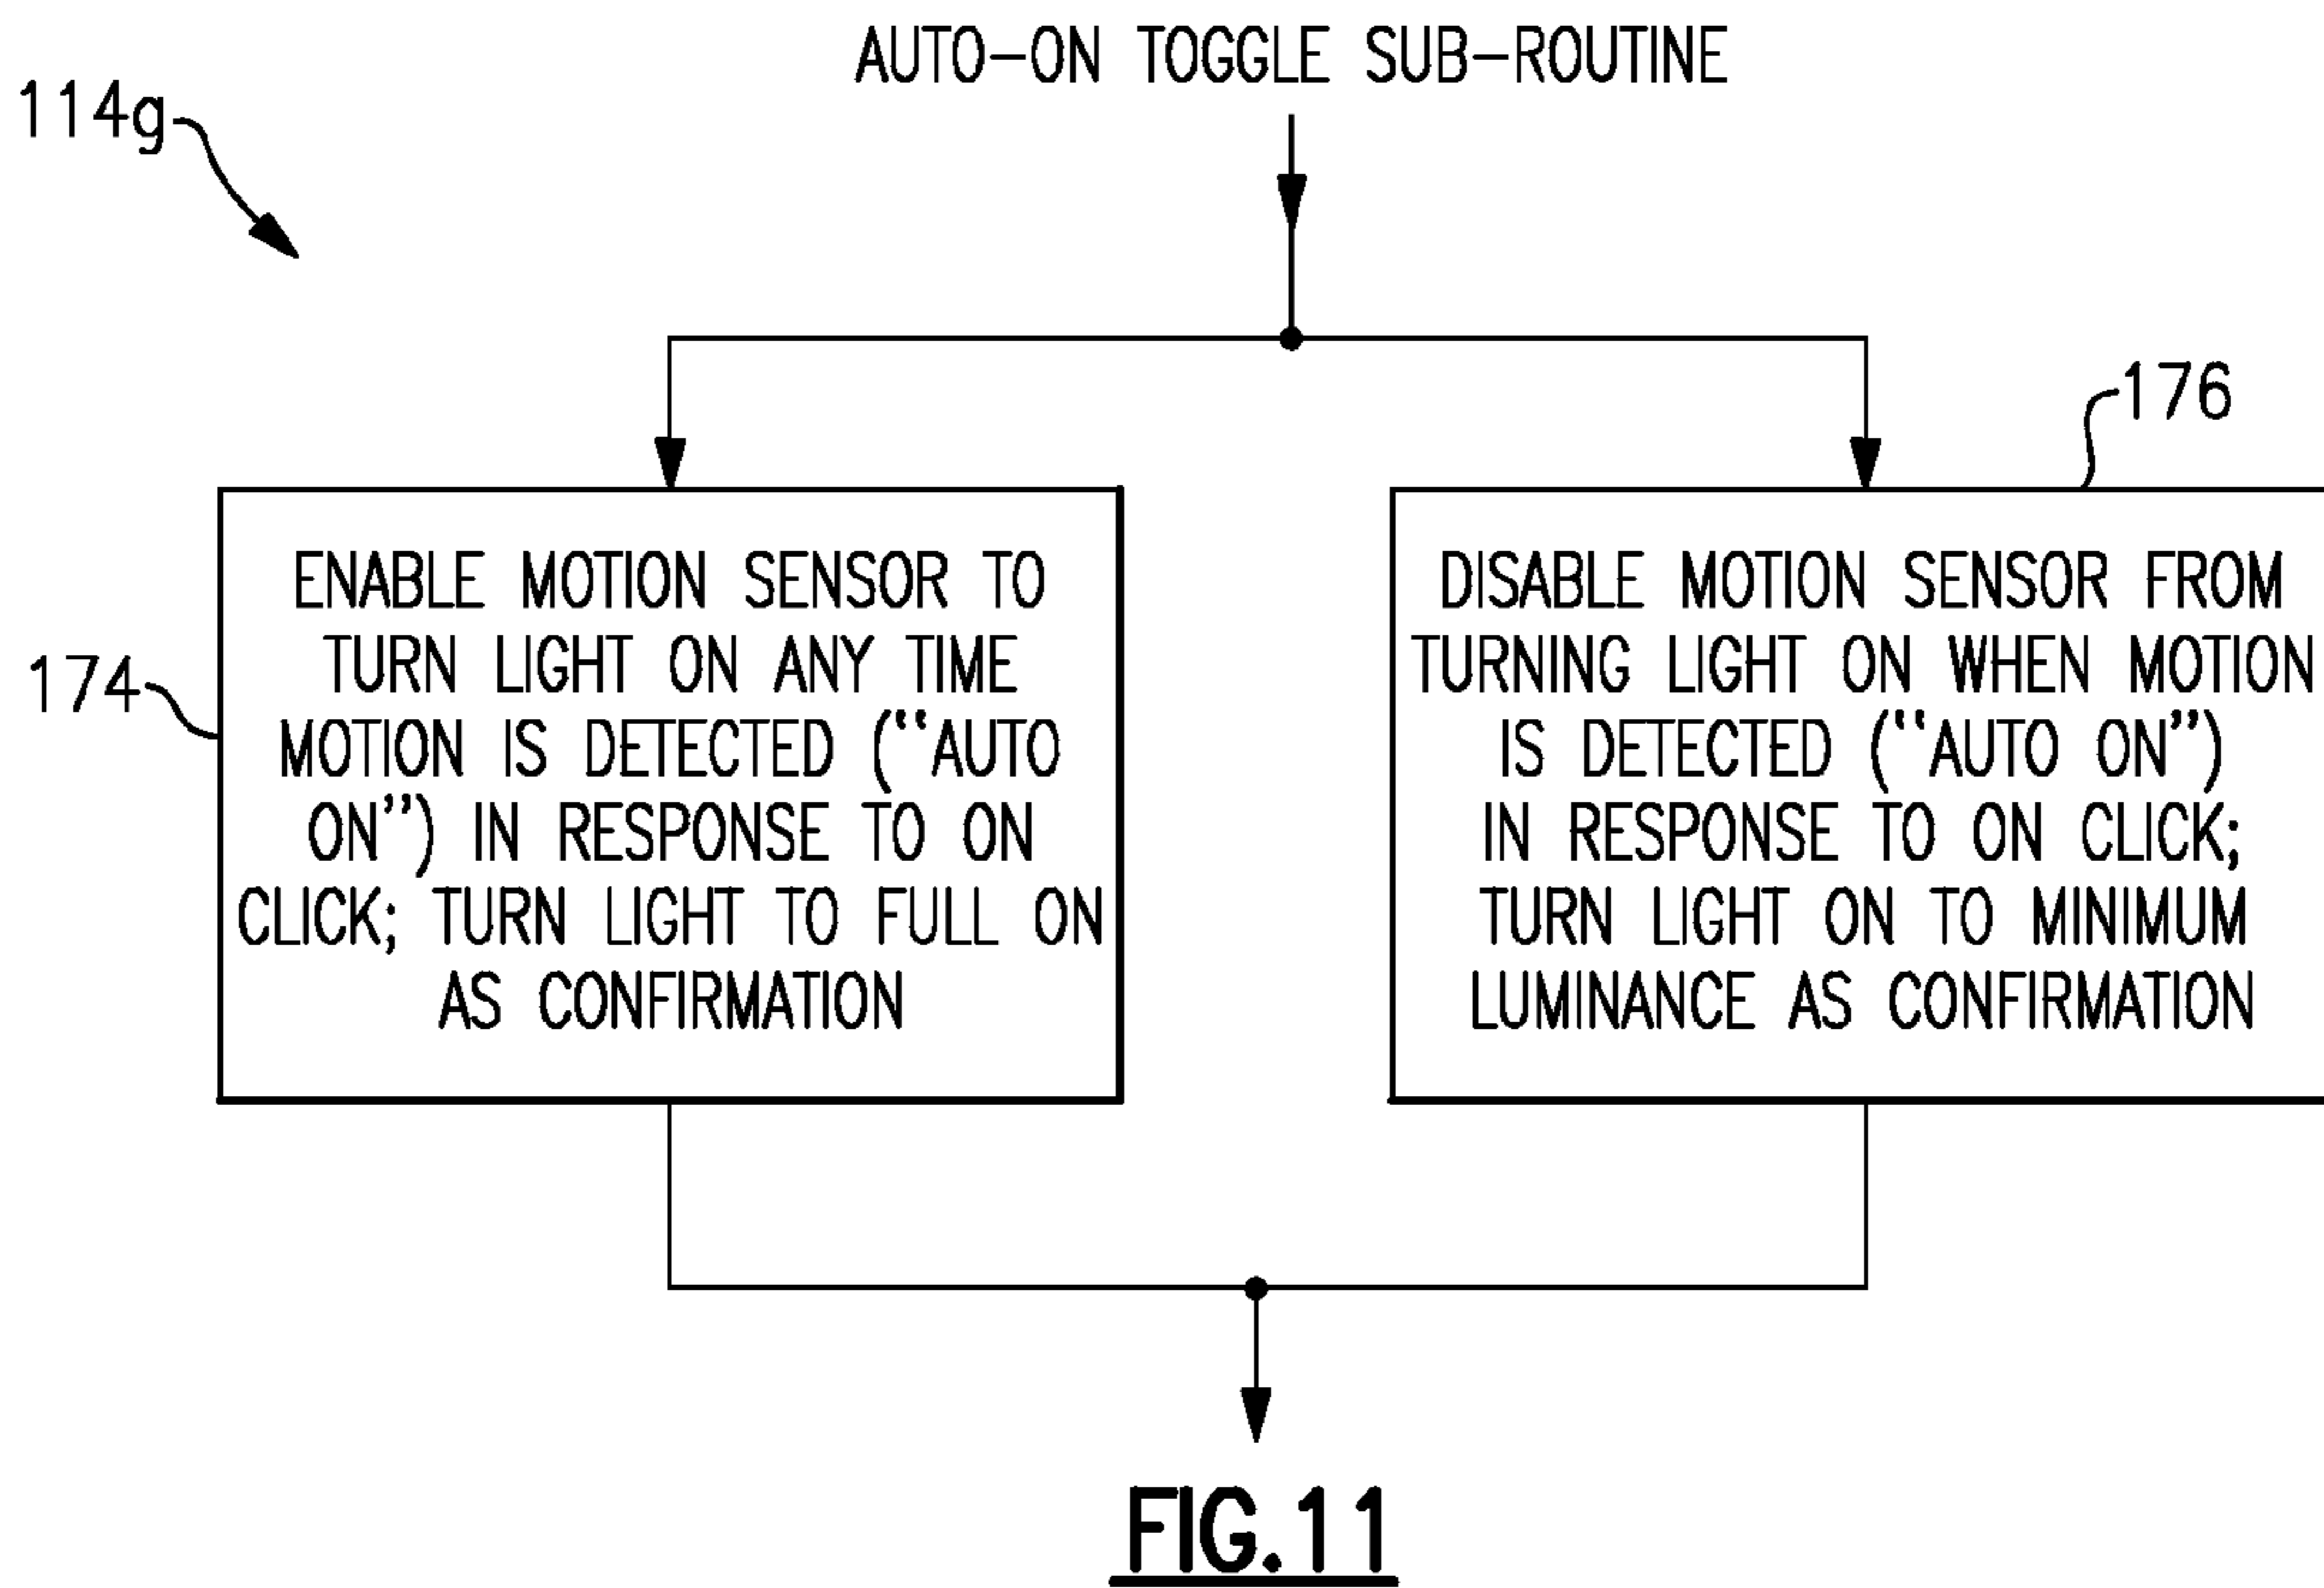 AUTO-ON TOGGLE SUB-ROUTINE
114g
176
174
ENABLE MOTION SENSOR TO
TURN LIGHT ON ANY TIME
MOTION IS DETECTED (“AUTO
ON”) IN RESPONSE TO ON
CLICK; TURN LIGHT TO FULL ON
AS CONFIRMATION
DISABLE MOTION SENSOR FROM
TURNING LIGHT ON WHEN MOTION
IS DETECTED (“AUTO ON”)
IN RESPONSE TO ON CLICK;
TURN LIGHT ON TO MINIMUM
LUMINANCE AS CONFIRMATION
FIG.11